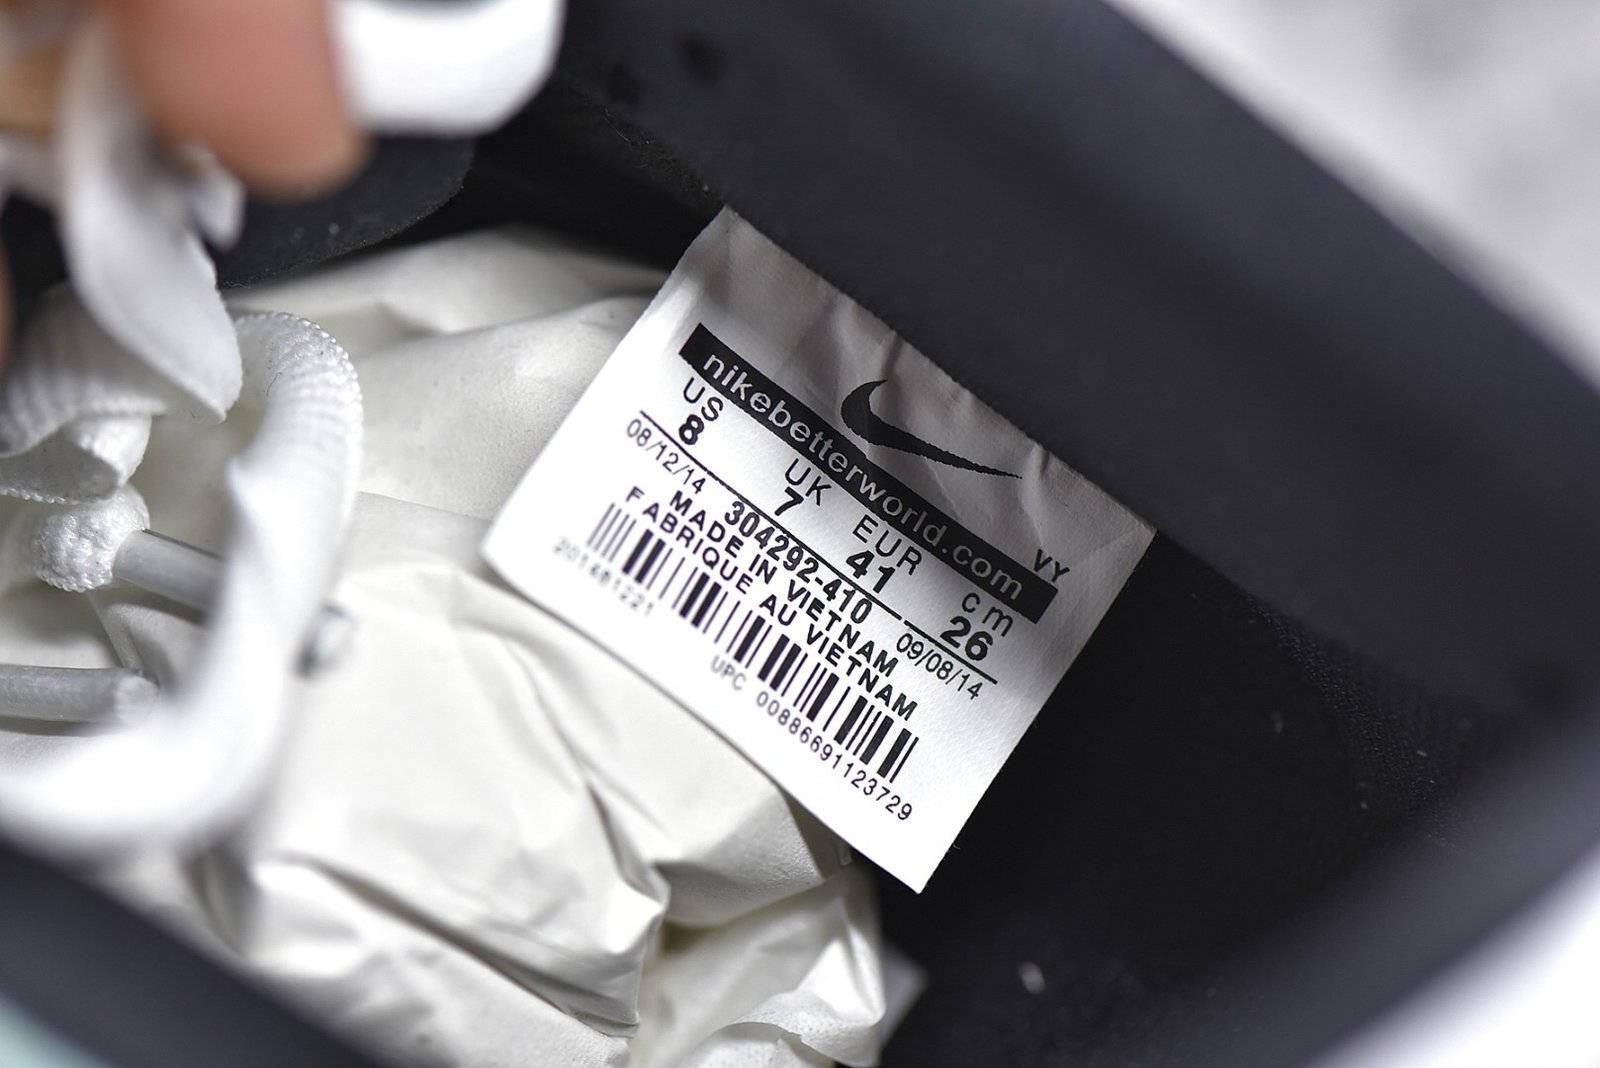 nikebetterworld.com
VY
US UK EUR cm
8 7 41 26
08/12/14 304292-410 09/08/14
MADE IN VIETNAM
FABRIQUE AU VIETNAM
UPC 00886691123729